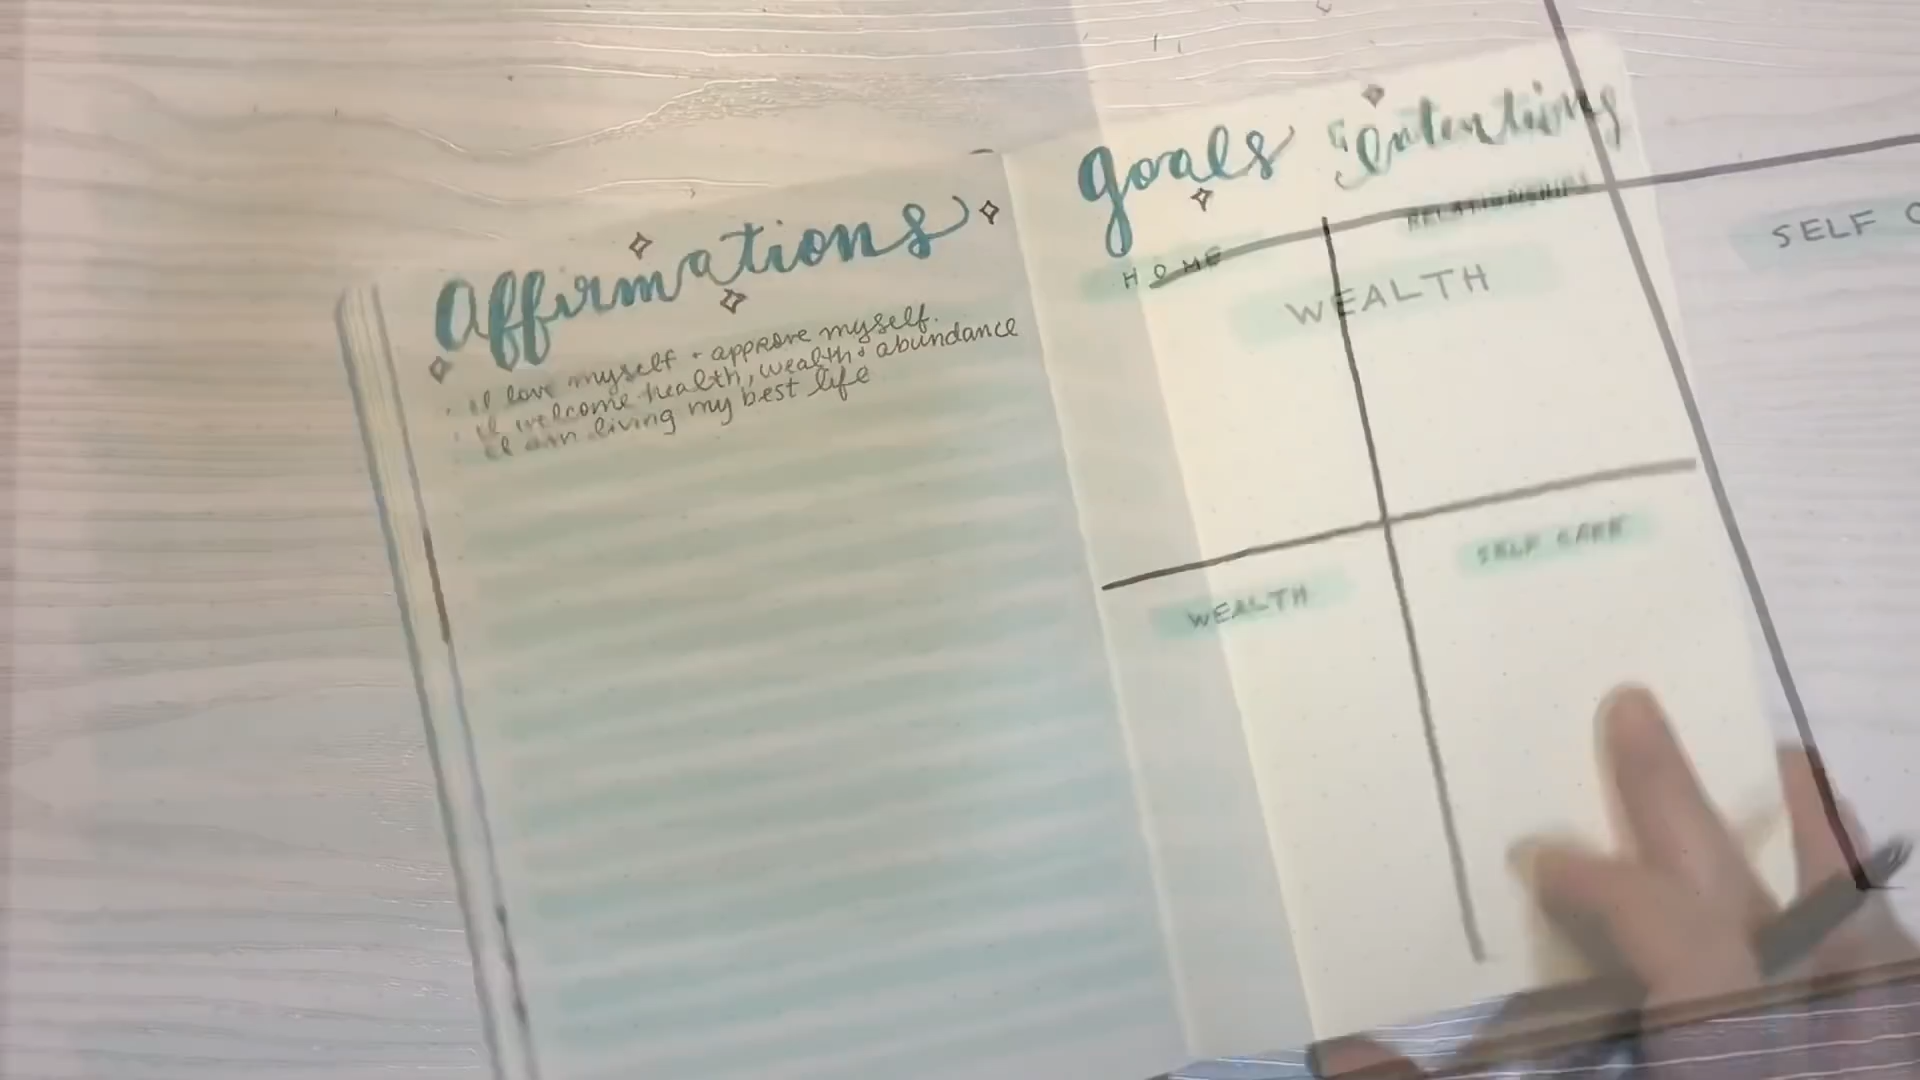 Affirmations
· I love myself + approve myself.
· I welcome health, wealth + abundance
I am living my best life
goals & intentions
HOME
RELATIONSHIPS
WEALTH
SELF C
WEALTH
SELF CARE